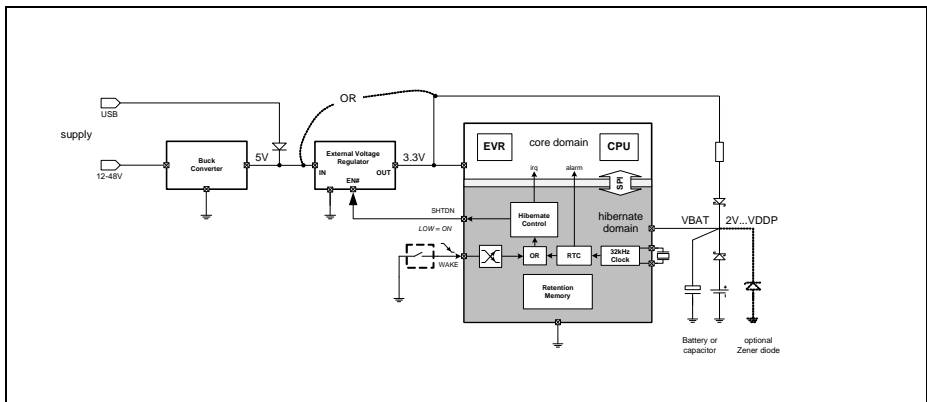 OR
USB
supply
12-48V
Buck
Converter
5V
External Voltage
Regulator
IN
OUT
EN#
3.3V
EVR
core domain
CPU
irq
alarm
SPI
SHTDN
LOW = ON
Hibernate
Control
hibernate
domain
VBAT
2V...VDDP
WAKE
OR
RTC
32kHz
Clock
Retention
Memory
+
-
Battery or
capacitor
optional
Zener diode